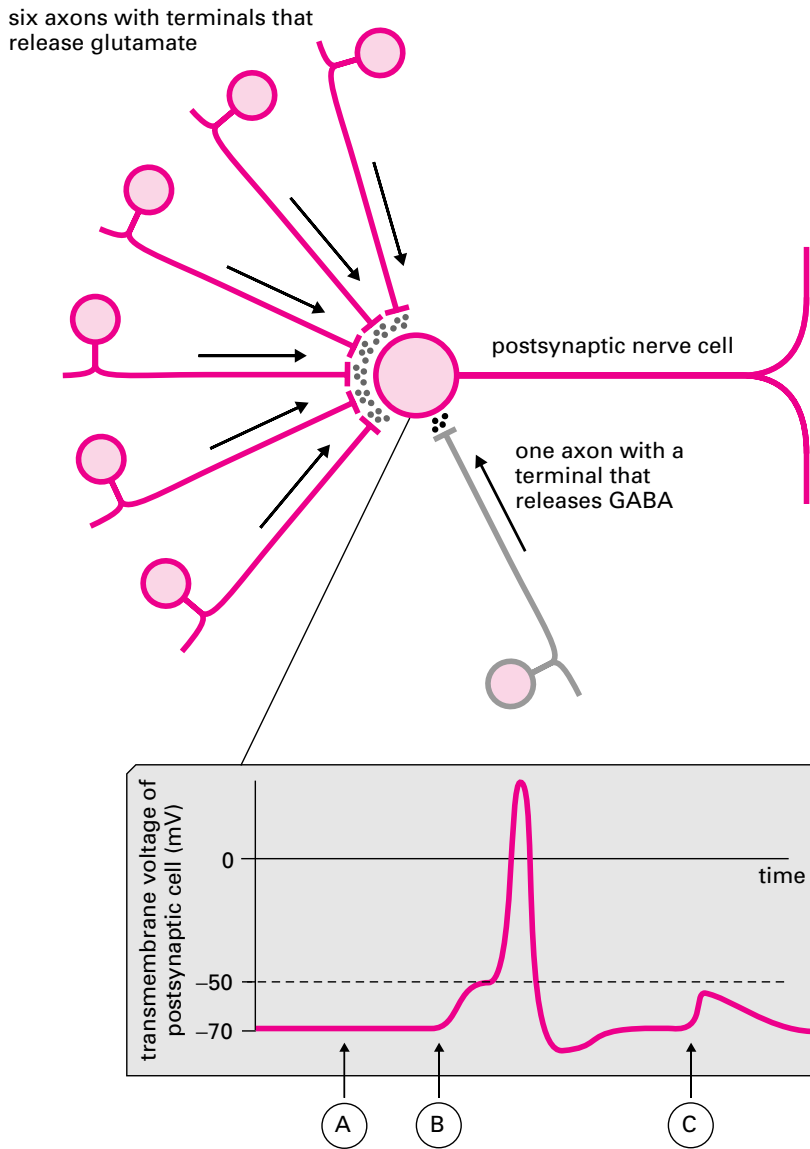 six axons with terminals that
release glutamate
postsynaptic nerve cell
one axon with a
terminal that
releases GABA
transmembrane voltage of
postsynaptic cell (mV)
0
time
–50
–70
A
B
C